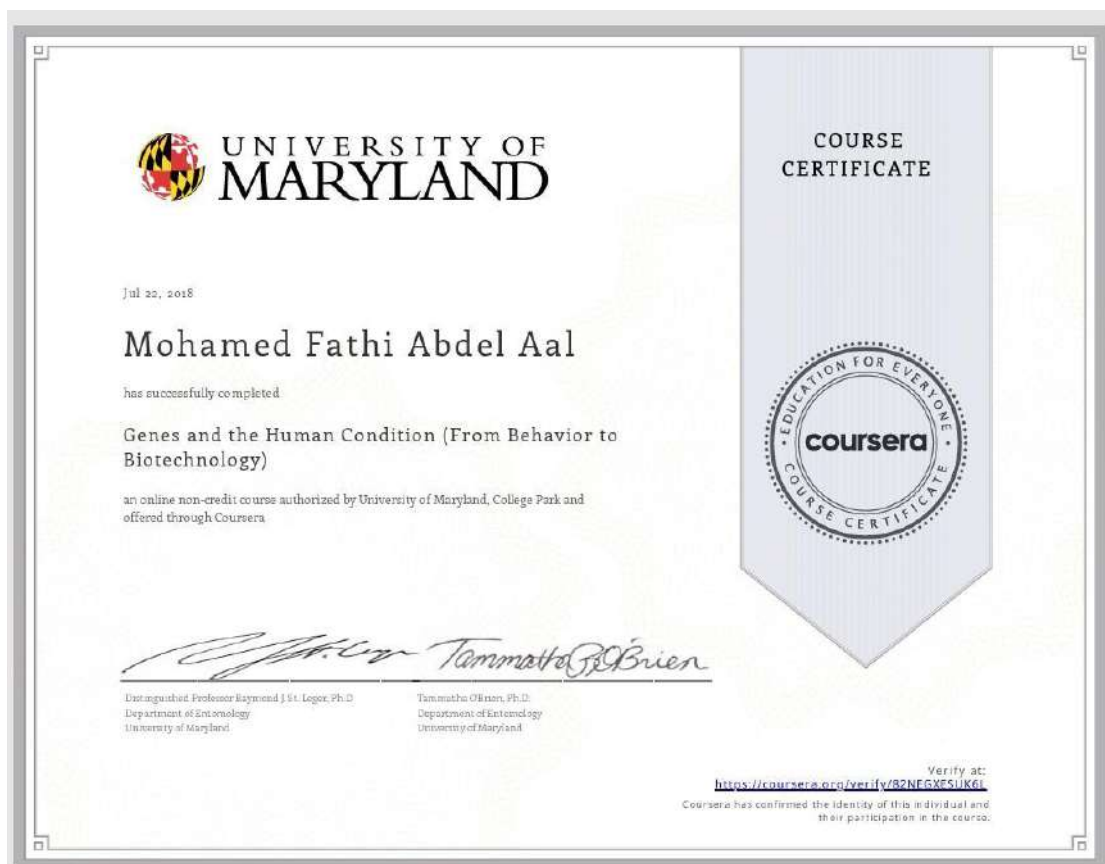 UNIVERSITY OF
MARYLAND
COURSE
CERTIFICATE
Jul 22, 2018
Mohamed Fathi Abdel Aal
has successfully completed
Genes and the Human Condition (From Behavior to
Biotechnology)
an online non-credit course authorized by University of Maryland, College Park and
offered through Coursera
EDUCATION FOR EVERYONE
coursera
COURSE CERTIFICATE
Tammatha O'Brien
Distinguished Professor Raymond J. St. Leger, Ph.D
Department of Entomology
University of Maryland
Tammatha O'Brien, Ph.D.
Department of Entomology
University of Maryland
Verify at:
https://coursera.org/verify/82NEGXESUK6L
Coursera has confirmed the identity of this individual and
their participation in the course.